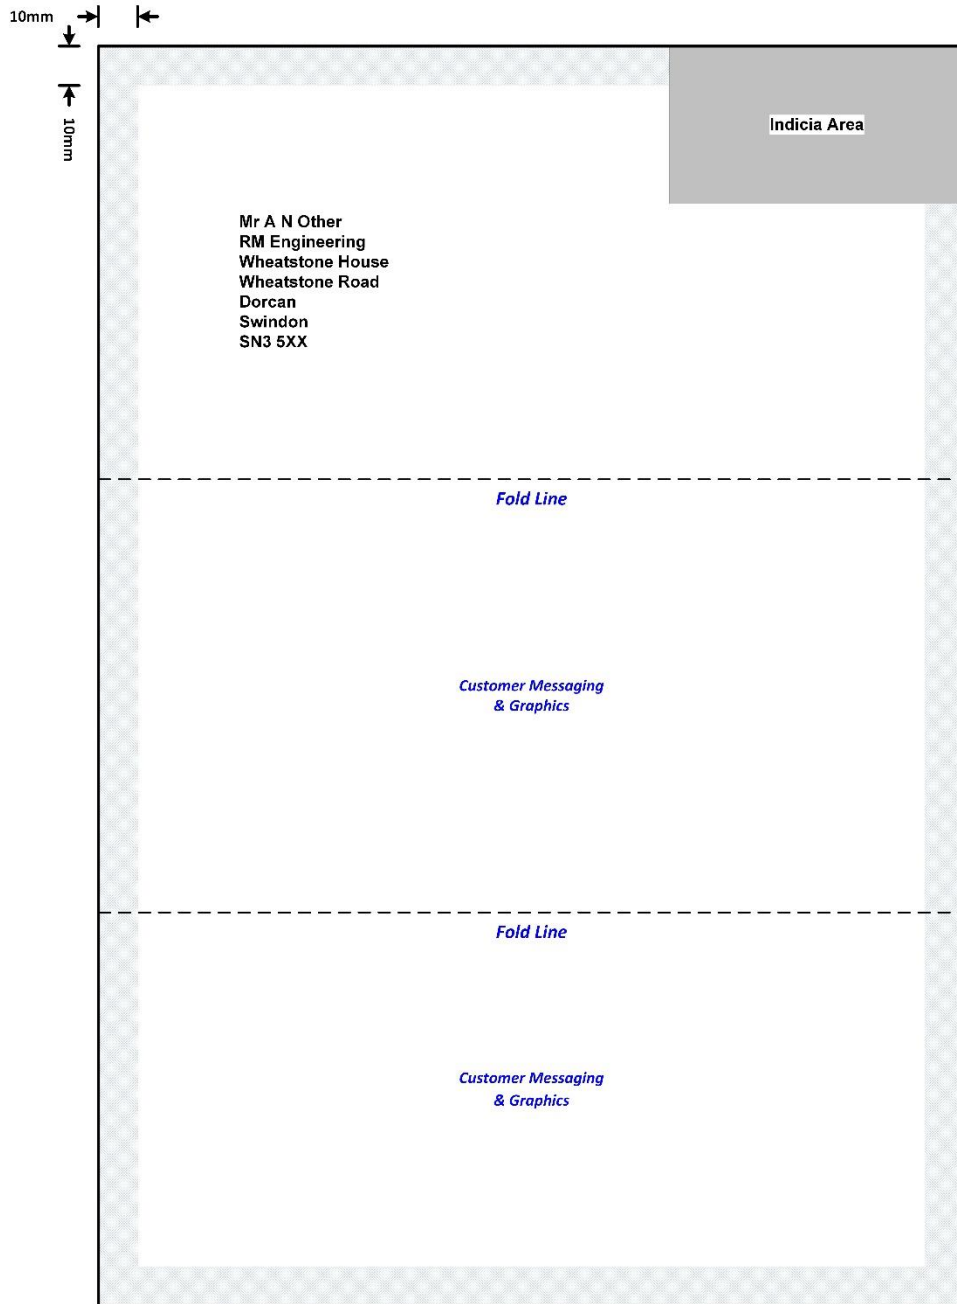 10mm
10mm
Indicia Area
Mr A N Other
RM Engineering
Wheatstone House
Wheatstone Road
Dorcan
Swindon
SN3 5XX
Fold Line
Customer Messaging
& Graphics
Fold Line
Customer Messaging
& Graphics